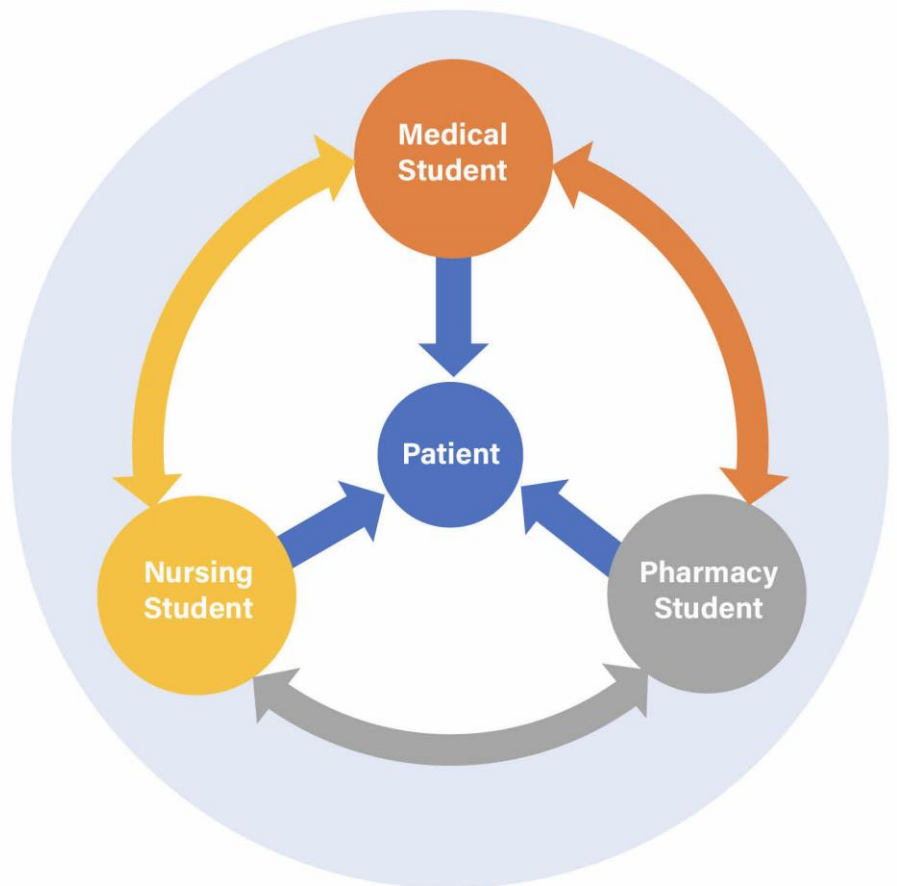 Medical
Student
Patient
Nursing
Student
Pharmacy
Student